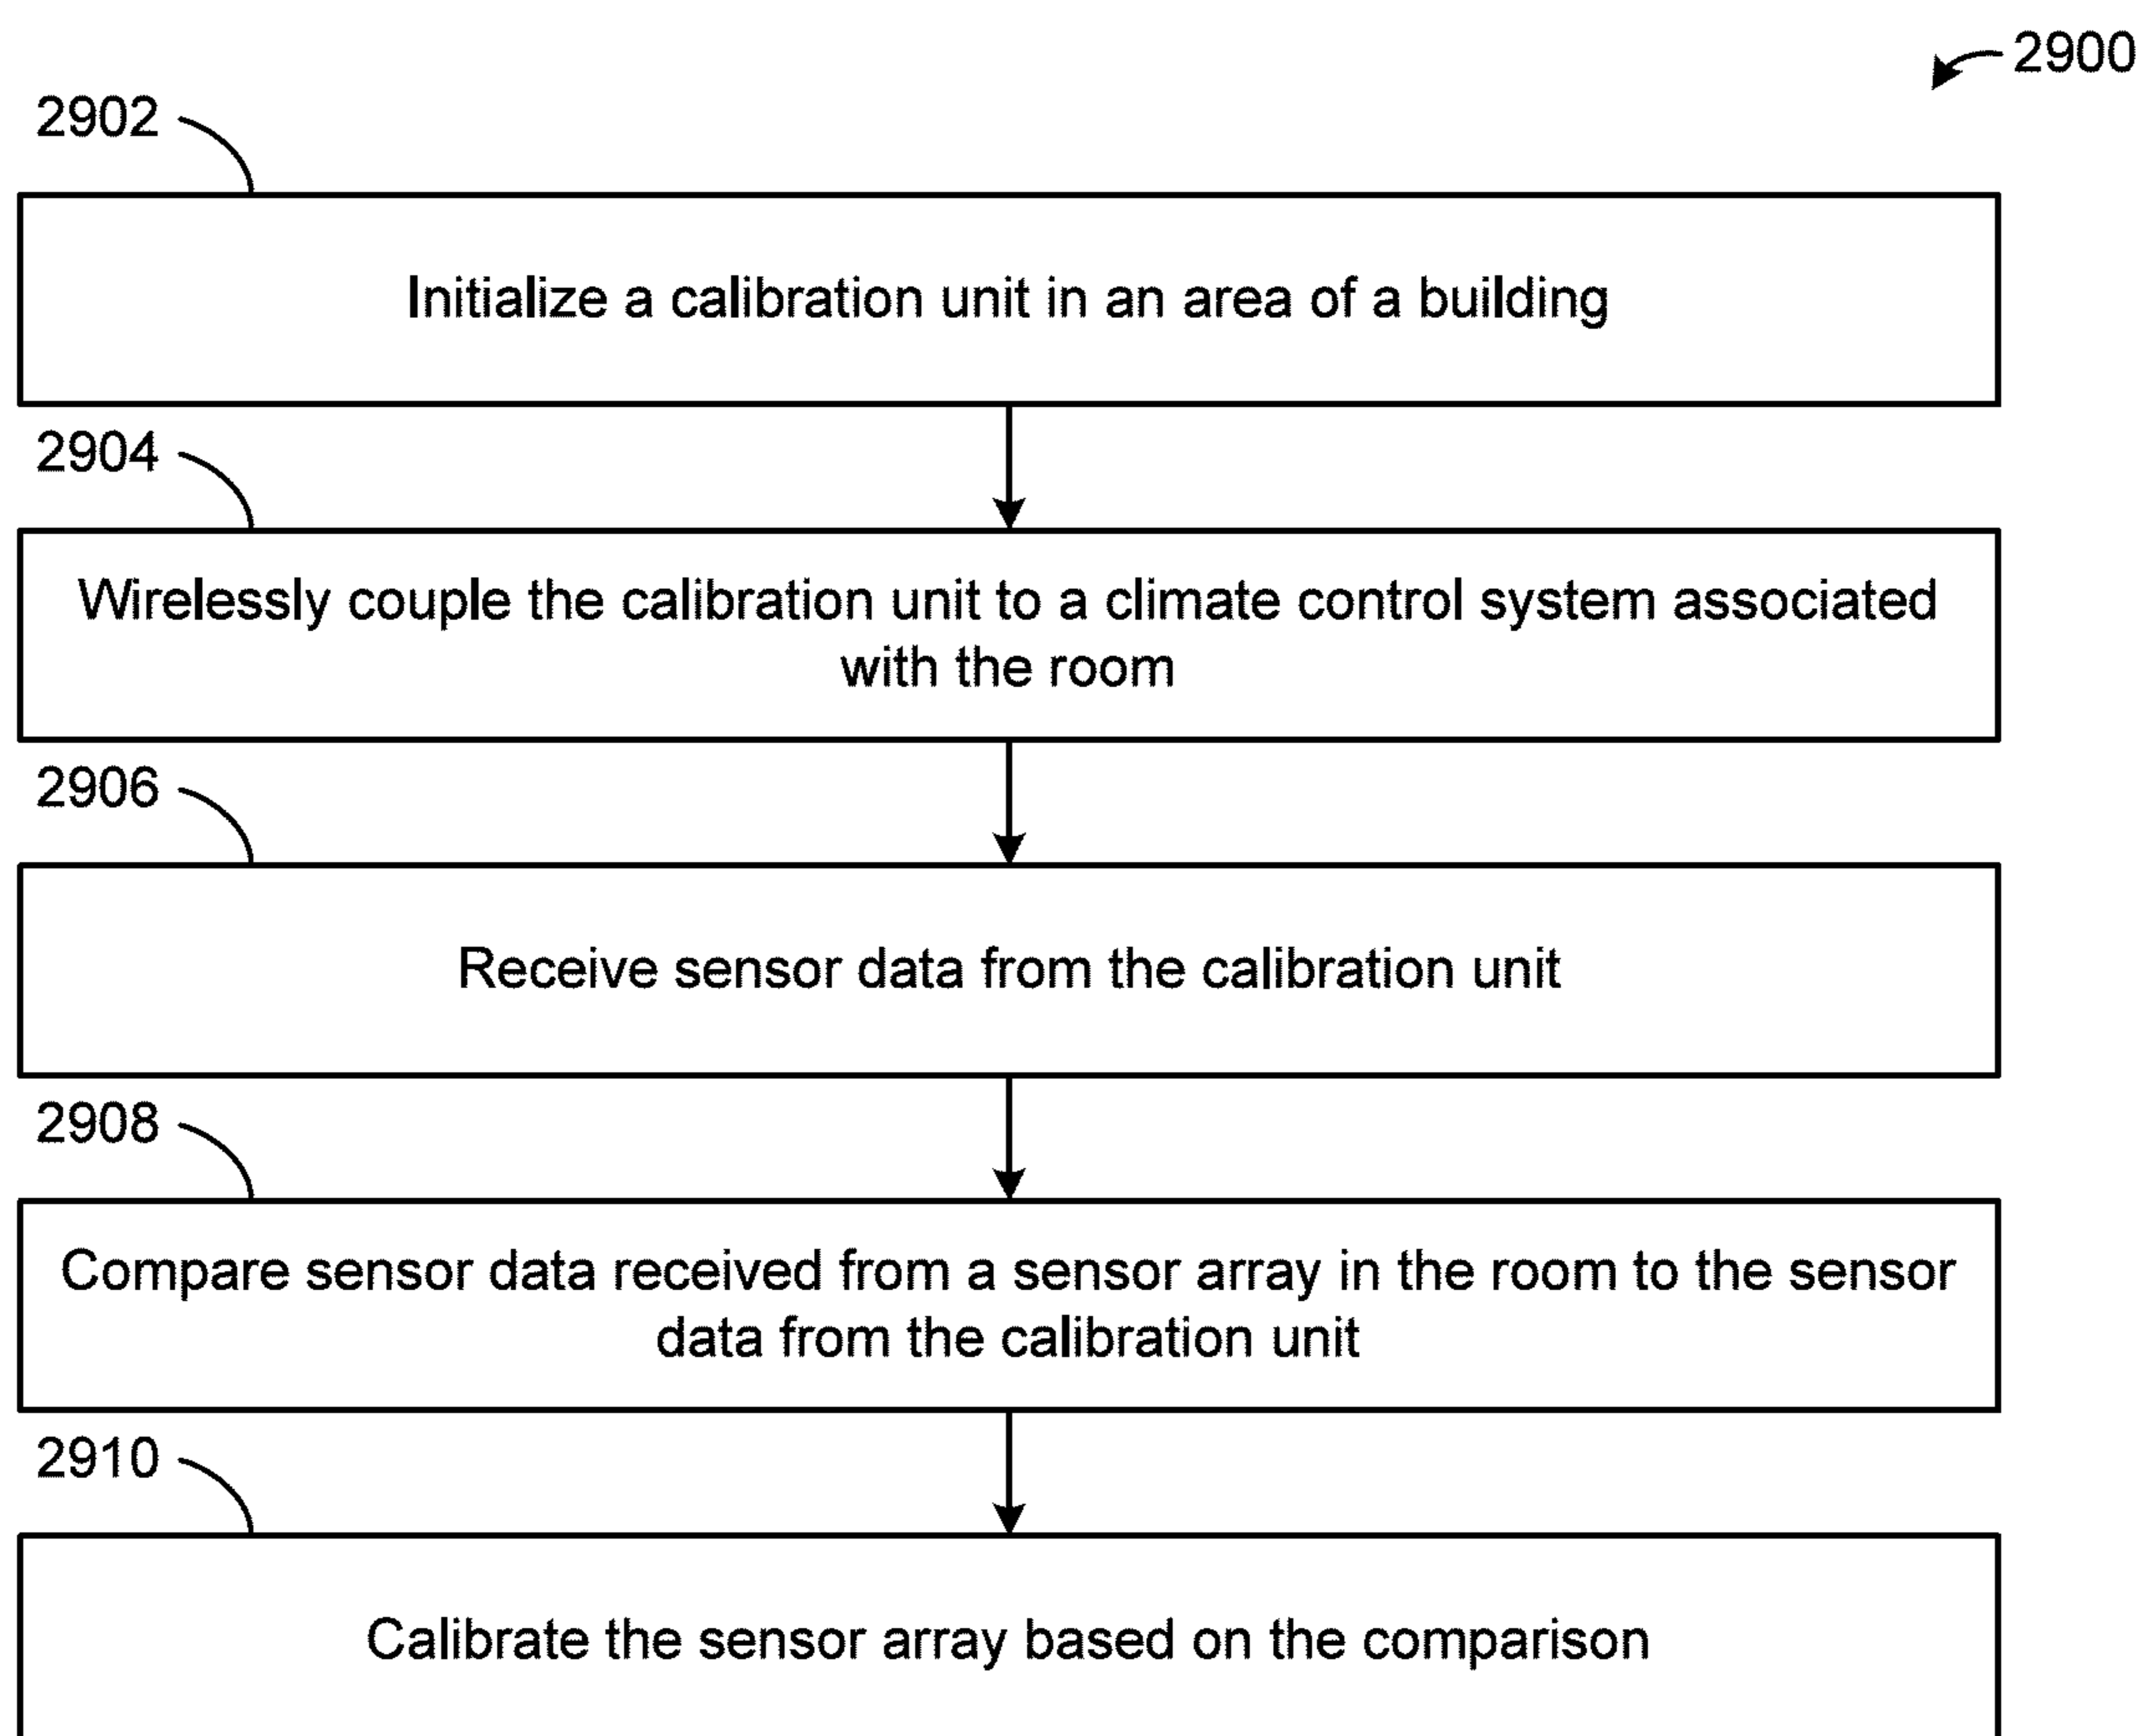 2900
2902
Initialize a calibration unit in an area of a building
2904
Wirelessly couple the calibration unit to a climate control system associated
with the room
2906
Receive sensor data from the calibration unit
2908
Compare sensor data received from a sensor array in the room to the sensor
data from the calibration unit
2910
Calibrate the sensor array based on the comparison